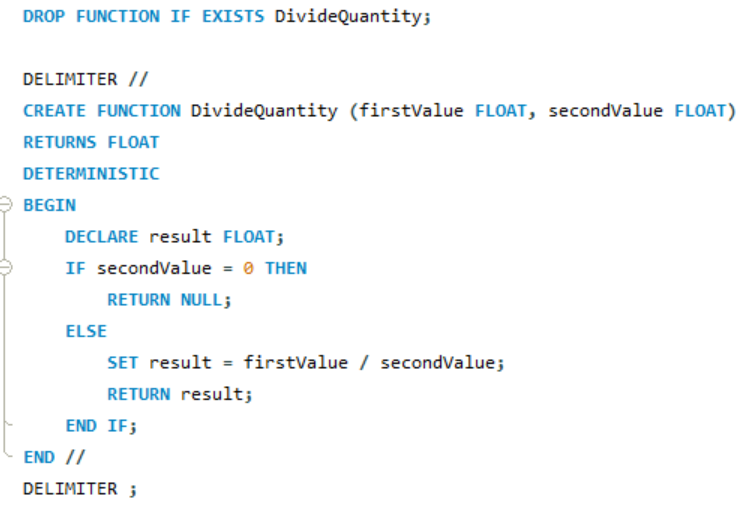 DROP FUNCTION IF EXISTS DivideQuantity;
DELIMITER //
CREATE FUNCTION DivideQuantity (firstValue FLOAT, secondValue FLOAT)
RETURNS FLOAT
DETERMINISTIC
BEGIN
    DECLARE result FLOAT;
    IF secondValue = 0 THEN
        RETURN NULL;
    ELSE
        SET result = firstValue / secondValue;
        RETURN result;
    END IF;
END //
DELIMITER ;